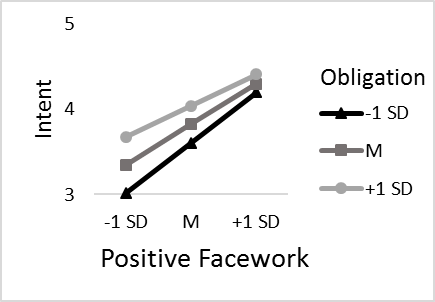 5
4
3
Intent
-1 SD M +1 SD
Positive Facework
Obligation
-1 SD
M
+1 SD